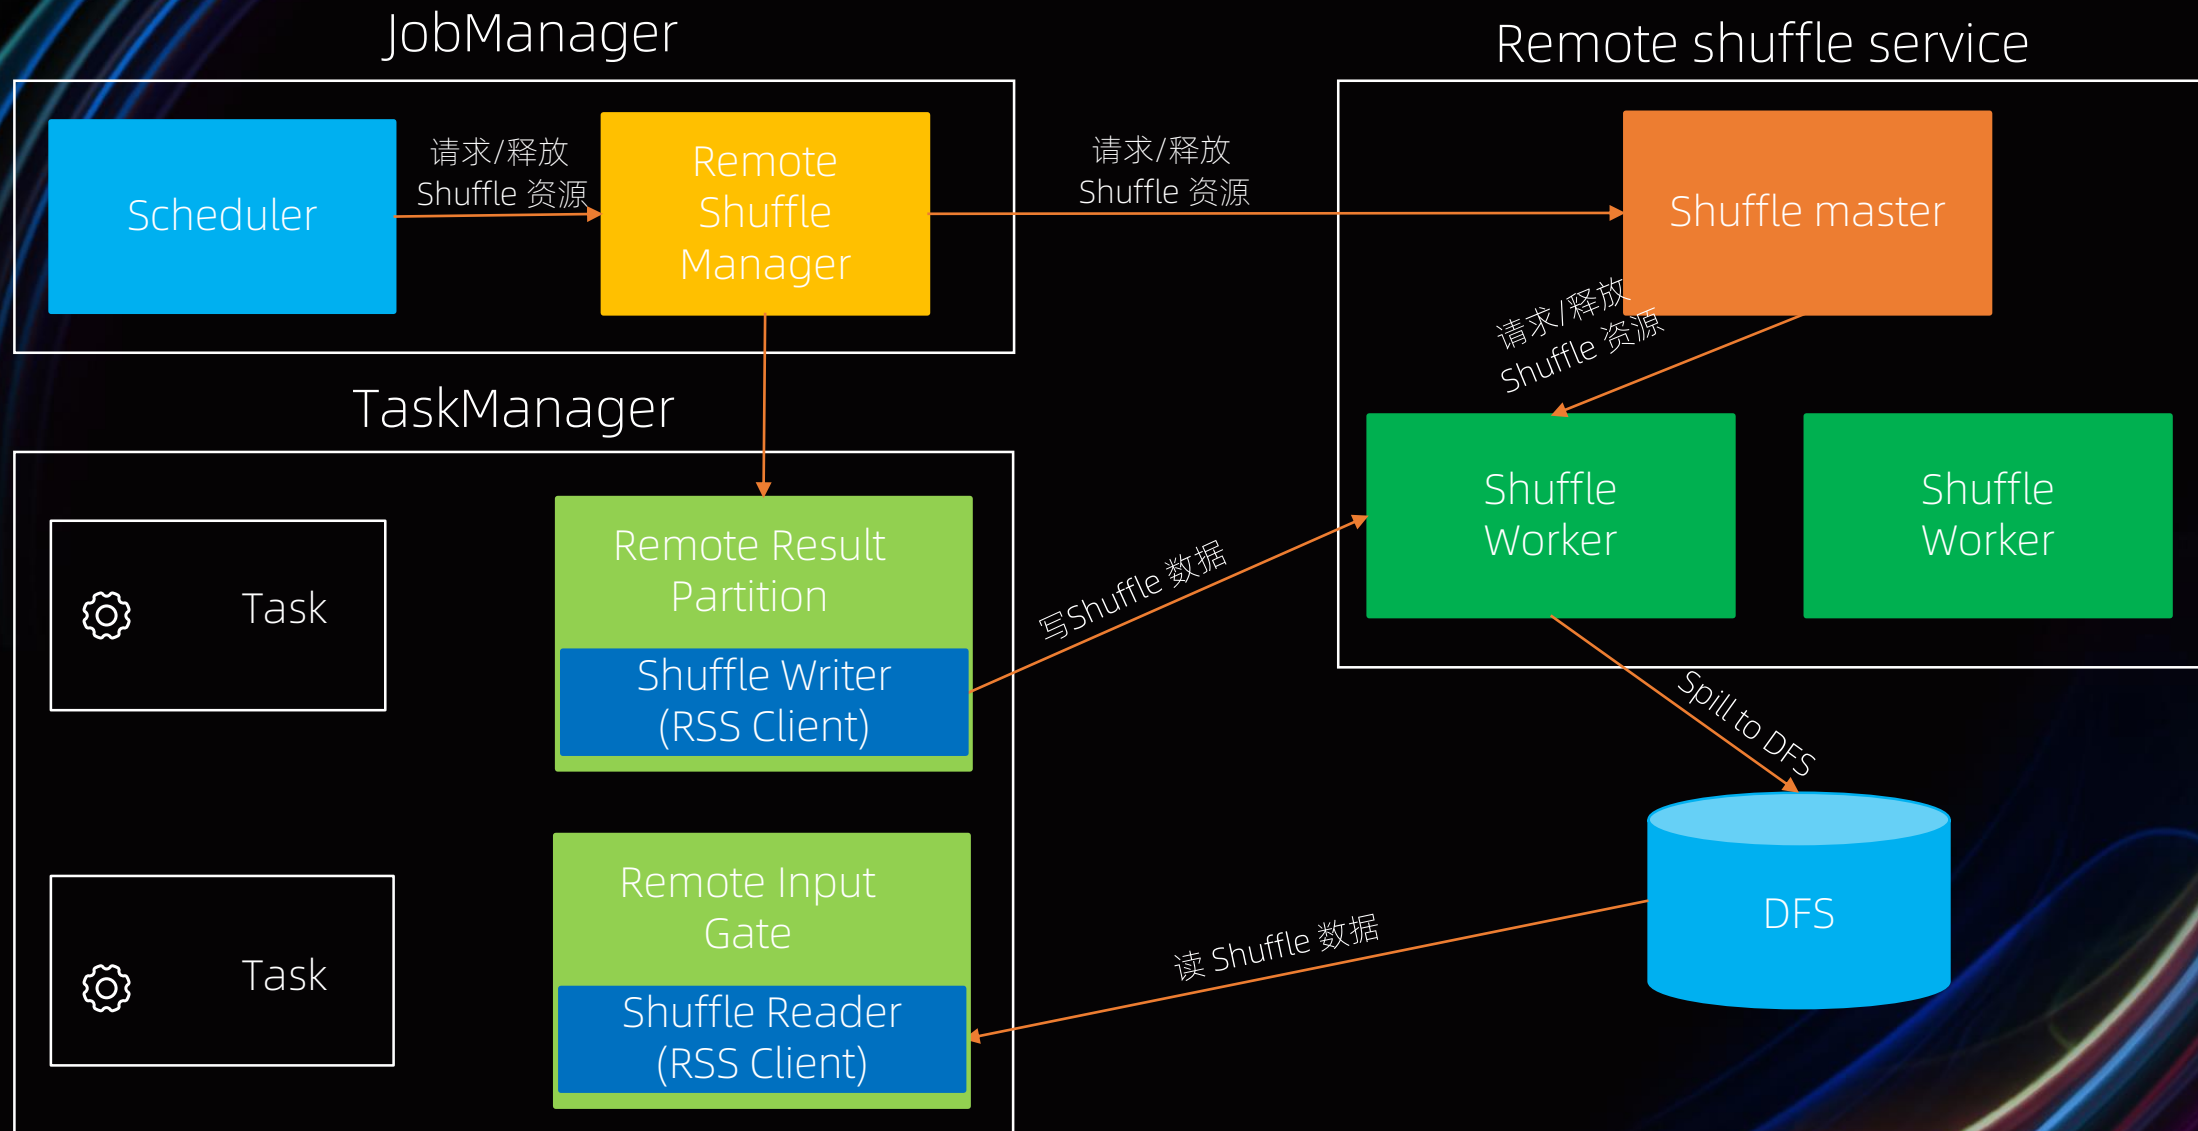 JobManager
Remote shuffle service
Scheduler
请求/释放
Shuffle 资源
Remote
Shuffle
Manager
请求/释放
Shuffle 资源
Shuffle master
请求/释放
Shuffle 资源
TaskManager
Task
Remote Result
Partition
Shuffle Writer
(RSS Client)
写Shuffle 数据
Shuffle
Worker
Shuffle
Worker
Spill to DFS
Task
Remote Input
Gate
Shuffle Reader
(RSS Client)
读 Shuffle 数据
DFS